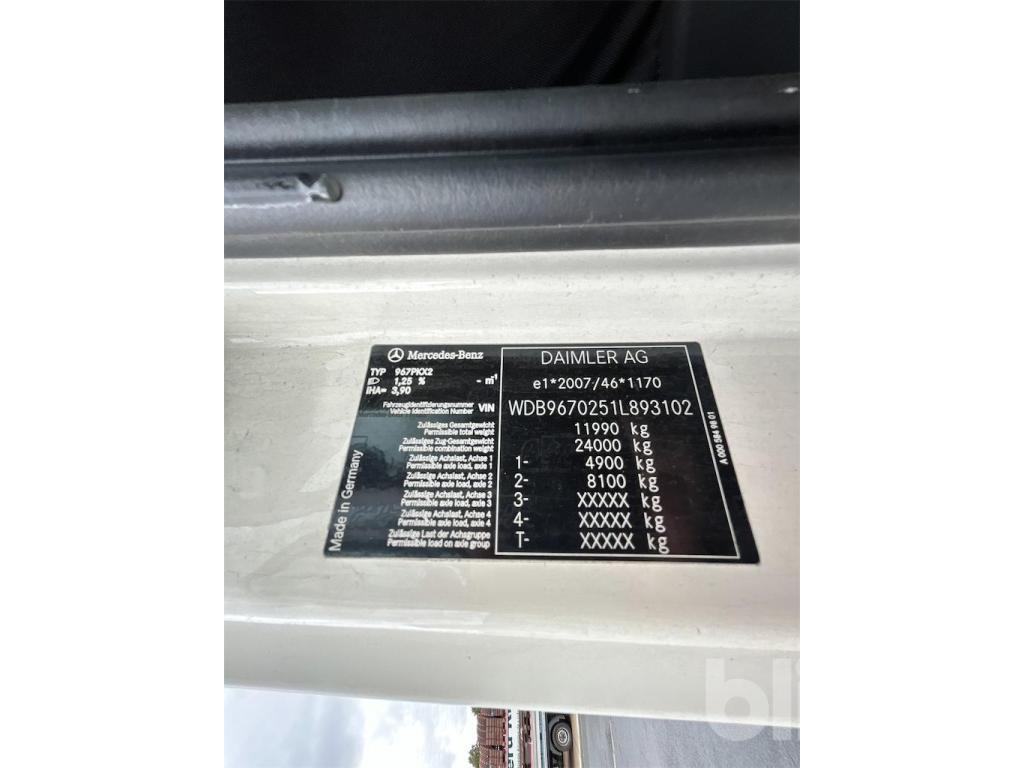 Mercedes-Benz
TYP 967PKX2
1,25 % - m¹
IHA= 3,90
Fahrzeugidentifizierungsnummer
Vehicle Identification Number VIN
Zulässiges Gesamtgewicht
Permissible total weight
Zulässiges Zug-Gesamtgewicht
Permissible combination weight
Zulässige Achslast, Achse 1
Permissible axle load, axle 1
Zulässige Achslast, Achse 2
Permissible axle load, axle 2
Zulässige Achslast, Achse 3
Permissible axle load, axle 3
Zulässige Achslast, Achse 4
Permissible axle load, axle 4
Zulässige Last der Achsgruppe
Permissible load on axle group
Made in Germany
DAIMLER AG
e1*2007/46*1170
WDB9670251L893102
11990 kg
24000 kg
1- 4900 kg
2- 8100 kg
3- XXXXX kg
4- XXXXX kg
T- XXXXX kg
A 000 584 98 01